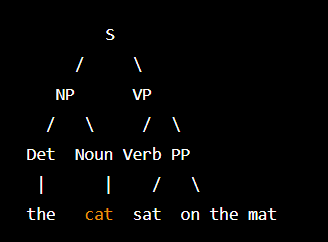 S
/ \
NP VP
/ \ / \
Det Noun Verb PP
| | / \
the cat sat on the mat